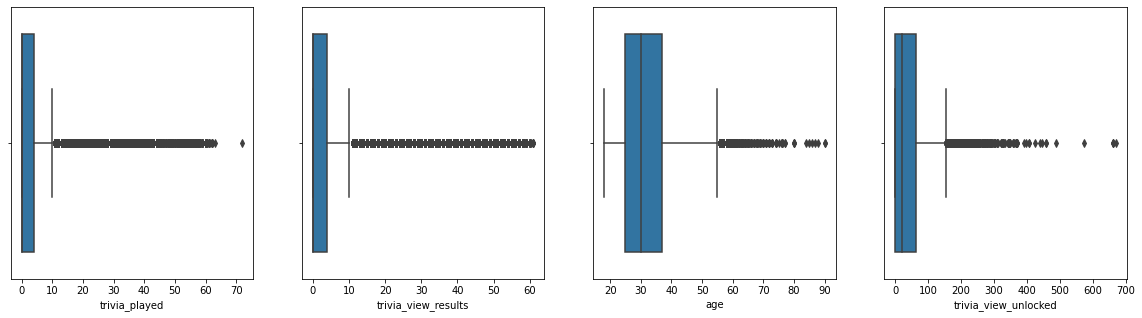 0 10 20 30 40 50 60 70
trivia_played
0 10 20 30 40 50 60
trivia_view_results
20 30 40 50 60 70 80 90
age
0 100 200 300 400 500 600 700
trivia_view_unlocked